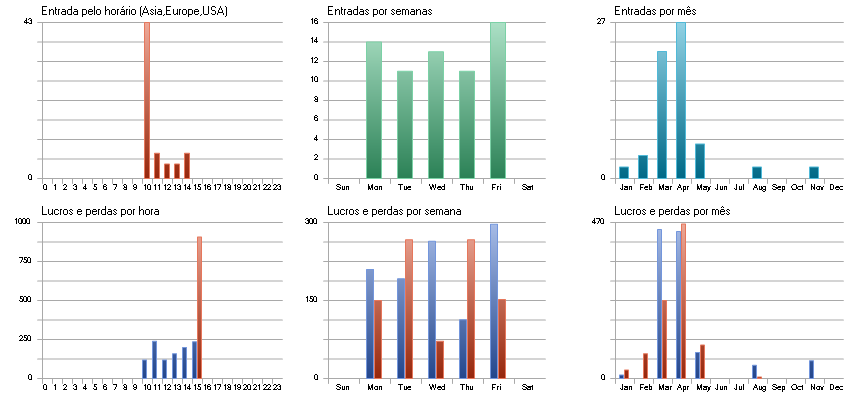 Entrada pelo horário (Asia,Europe,USA)
43
0
0 1 2 3 4 5 6 7 8 9 10 11 12 13 14 15 16 17 18 19 20 21 22 23
Entradas por semanas
16
14
12
10
8
6
4
2
0
Sun Mon Tue Wed Thu Fri Sat
Entradas por mês
27
0
Jan Feb Mar Apr May Jun Jul Aug Sep Oct Nov Dec
Lucros e perdas por hora
1000
750
500
250
0
0 1 2 3 4 5 6 7 8 9 10 11 12 13 14 15 16 17 18 19 20 21 22 23
Lucros e perdas por semana
300
150
0
Sun Mon Tue Wed Thu Fri Sat
Lucros e perdas por mês
470
0
Jan Feb Mar Apr May Jun Jul Aug Sep Oct Nov Dec